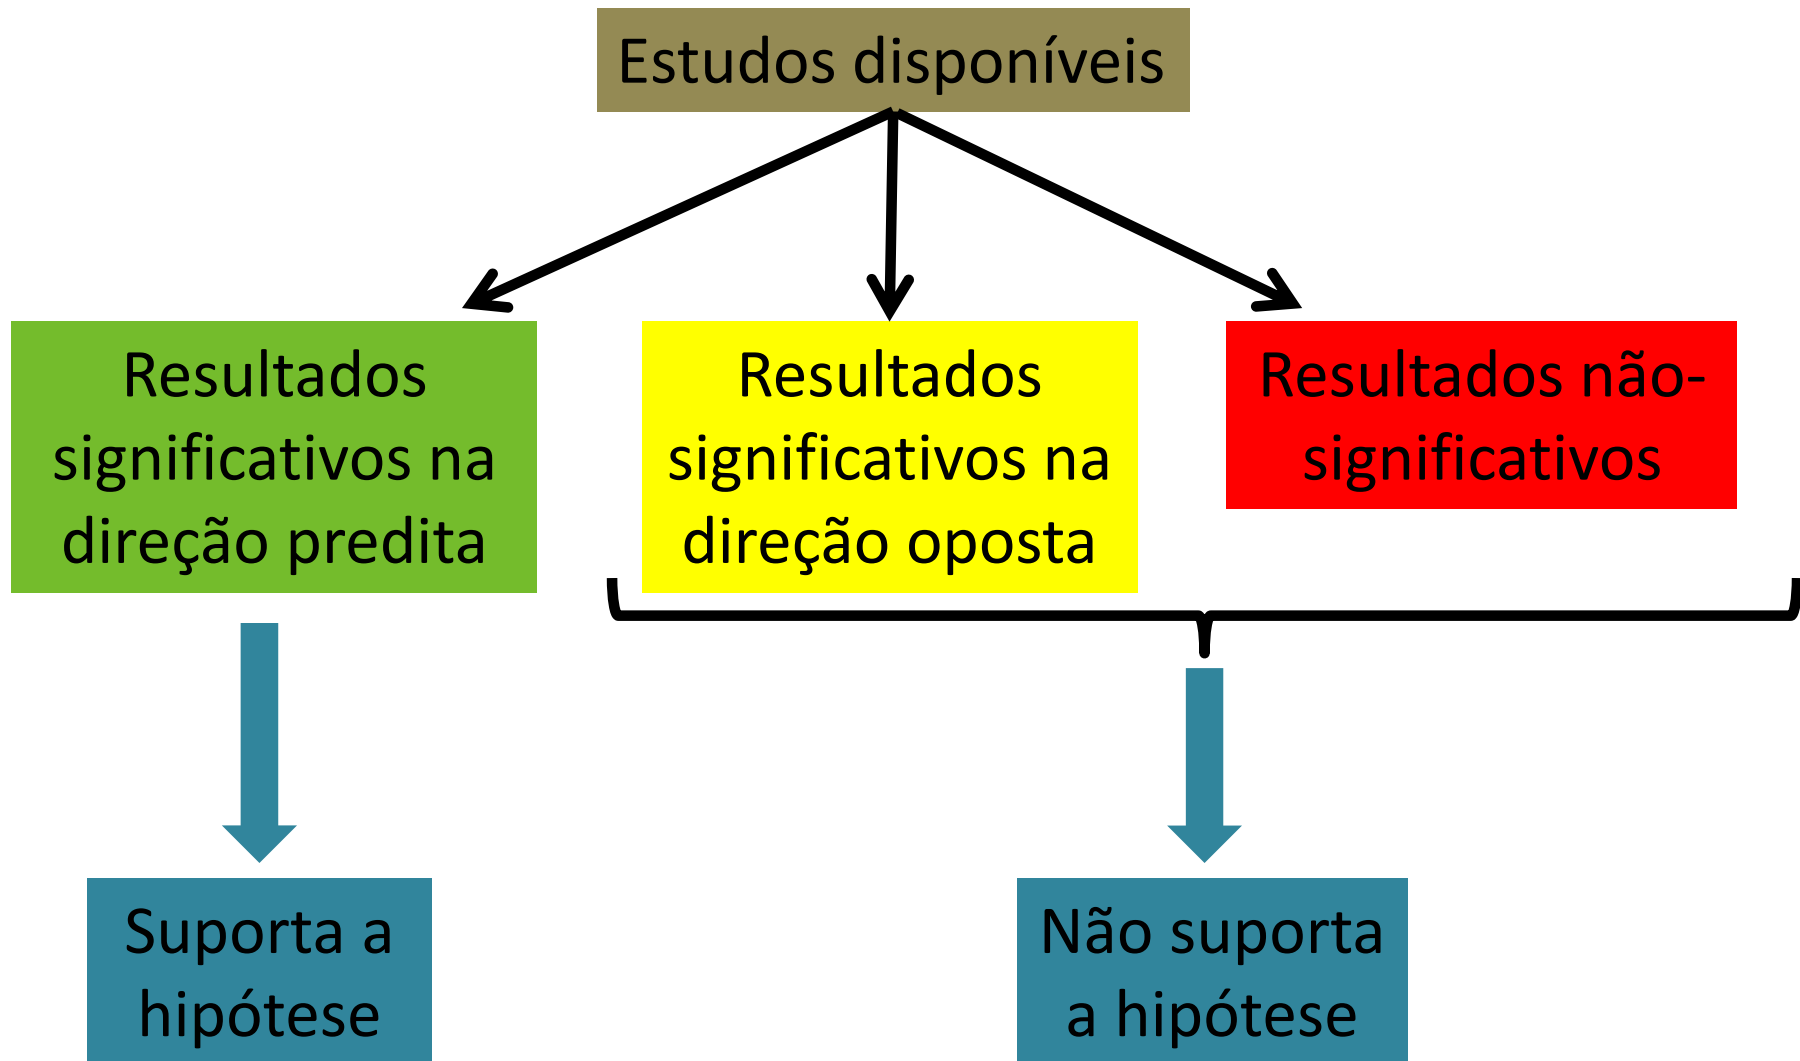 Estudos disponíveis
Resultados
significativos na
direção predita
Resultados
significativos na
direção oposta
Resultados não-
significativos
Suporta a
hipótese
Não suporta
a hipótese